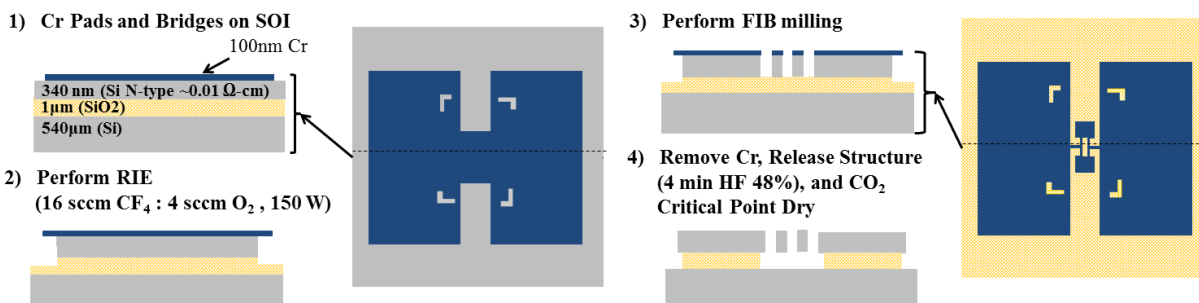 1) Cr Pads and Bridges on SOI
100nm Cr
340 nm (Si N-type ~0.01 Ω-cm)
1μm (SiO2)
540μm (Si)
2) Perform RIE
(16 sccm CF₄ : 4 sccm O₂ , 150 W)
3) Perform FIB milling
4) Remove Cr, Release Structure
(4 min HF 48%), and CO₂
Critical Point Dry